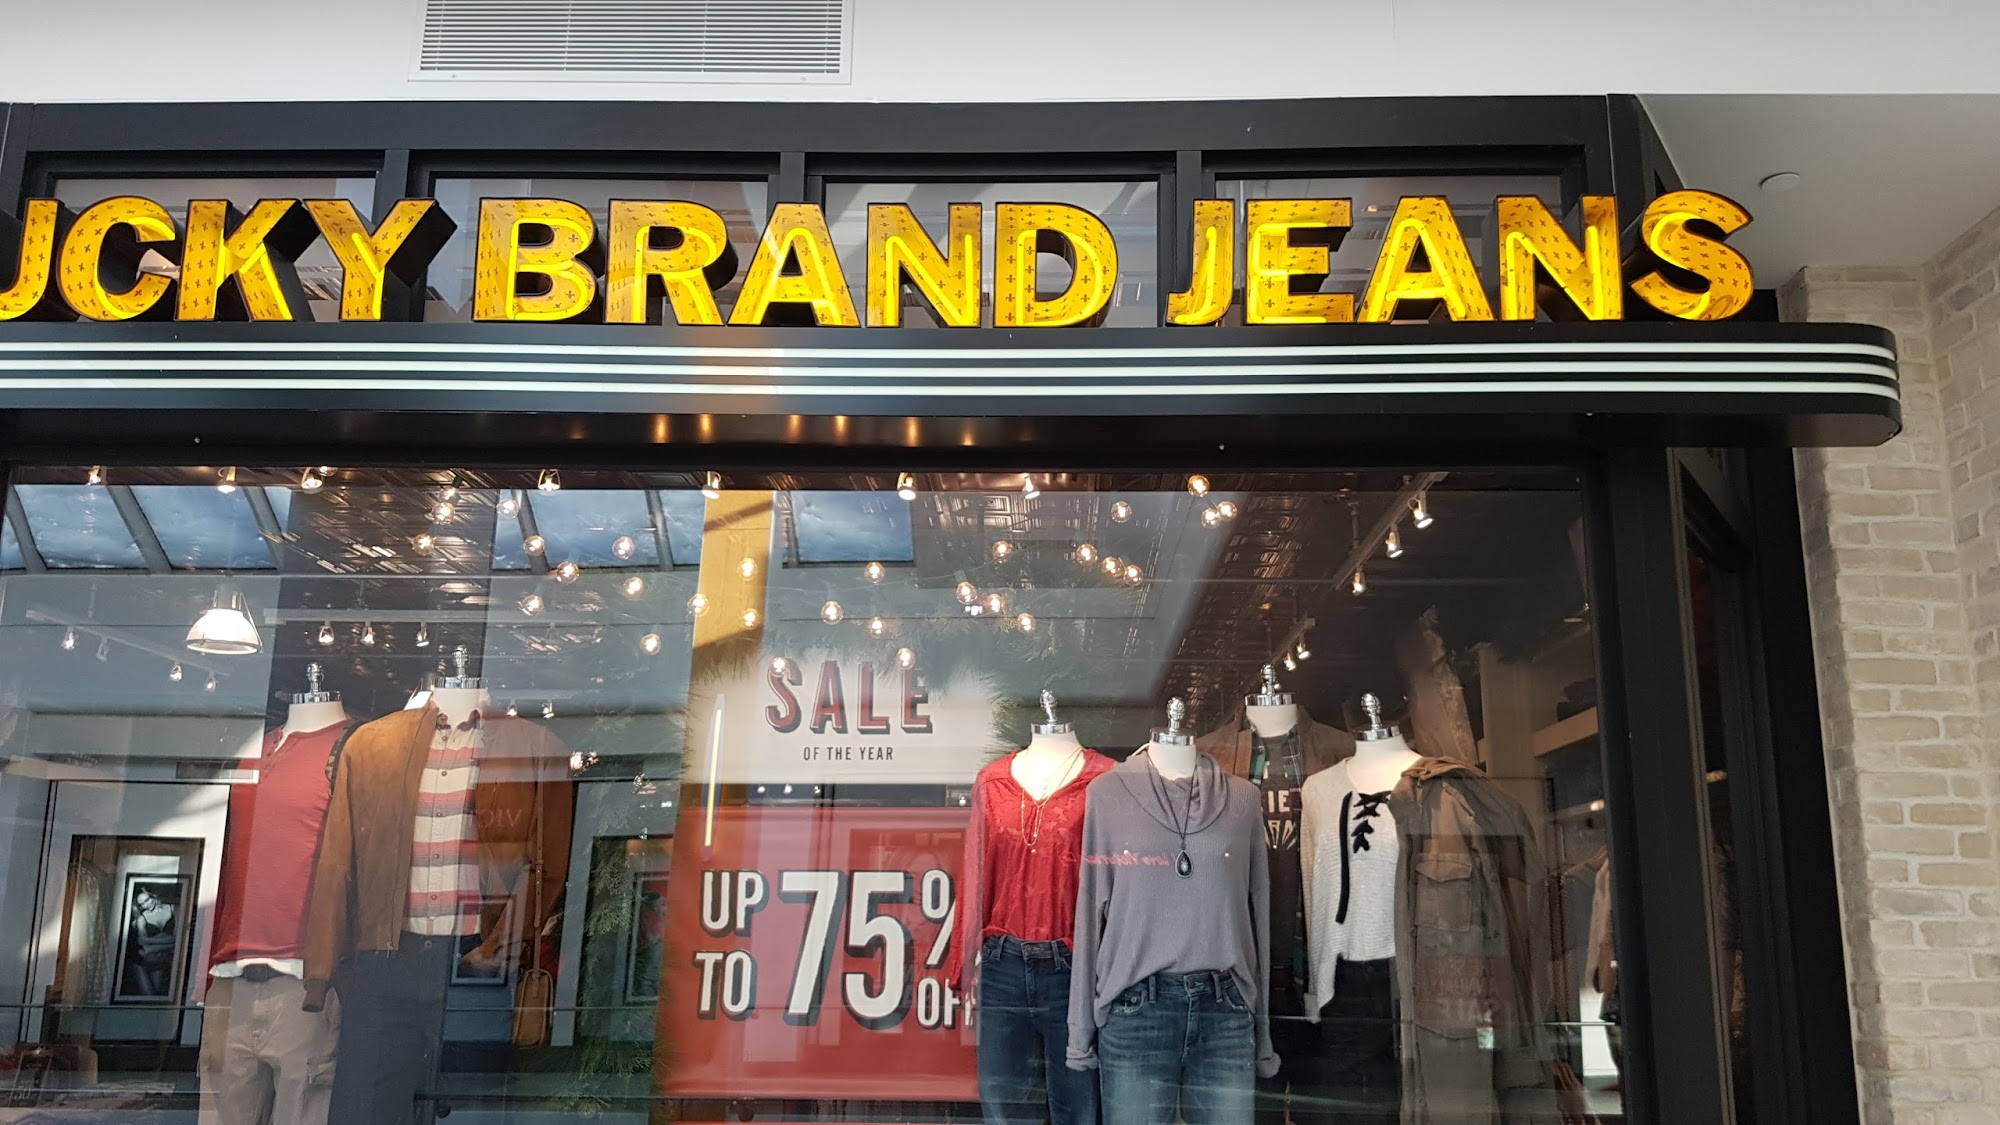 UCKY BRAND JEANS
SALE
OF THE YEAR
UP TO 75% OFF